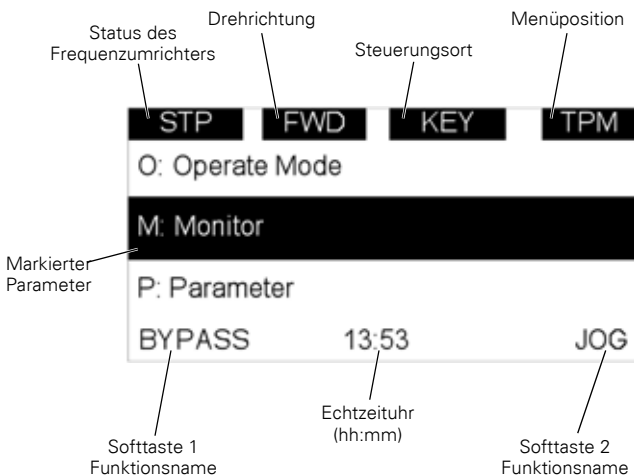 Drehrichtung
Menüposition
Status des
Frequenzumrichters
Steuerungsort
STP FWD KEY TPM
O: Operate Mode
M: Monitor
Markierter
Parameter
P: Parameter
BYPASS 13:53 JOG
Echtzeituhr
(hh:mm)
Softtaste 1
Funktionsname
Softtaste 2
Funktionsname